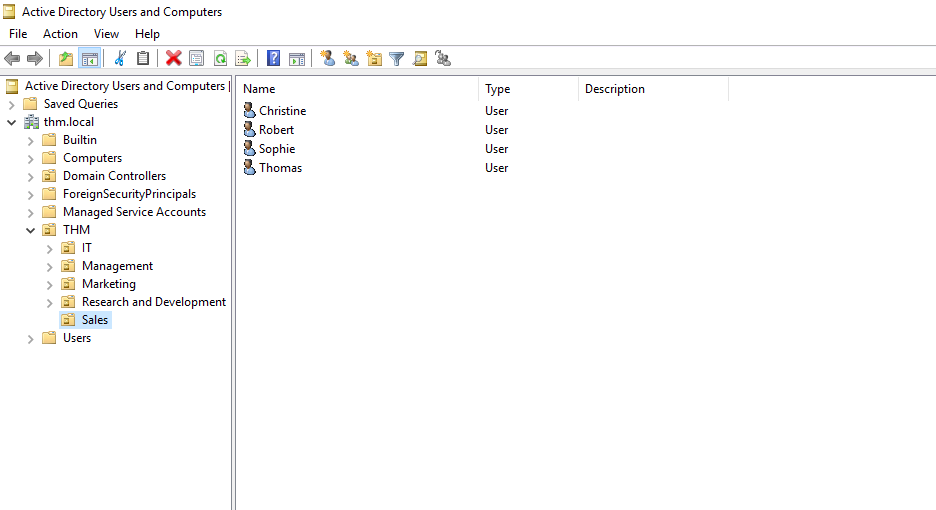 Active Directory Users and Computers
File Action View Help
Active Directory Users and Computers
Saved Queries
thm.local
Builtin
Computers
Domain Controllers
ForeignSecurityPrincipals
Managed Service Accounts
THM
IT
Management
Marketing
Research and Development
Sales
Users
Name Type Description
Christine User
Robert User
Sophie User
Thomas User